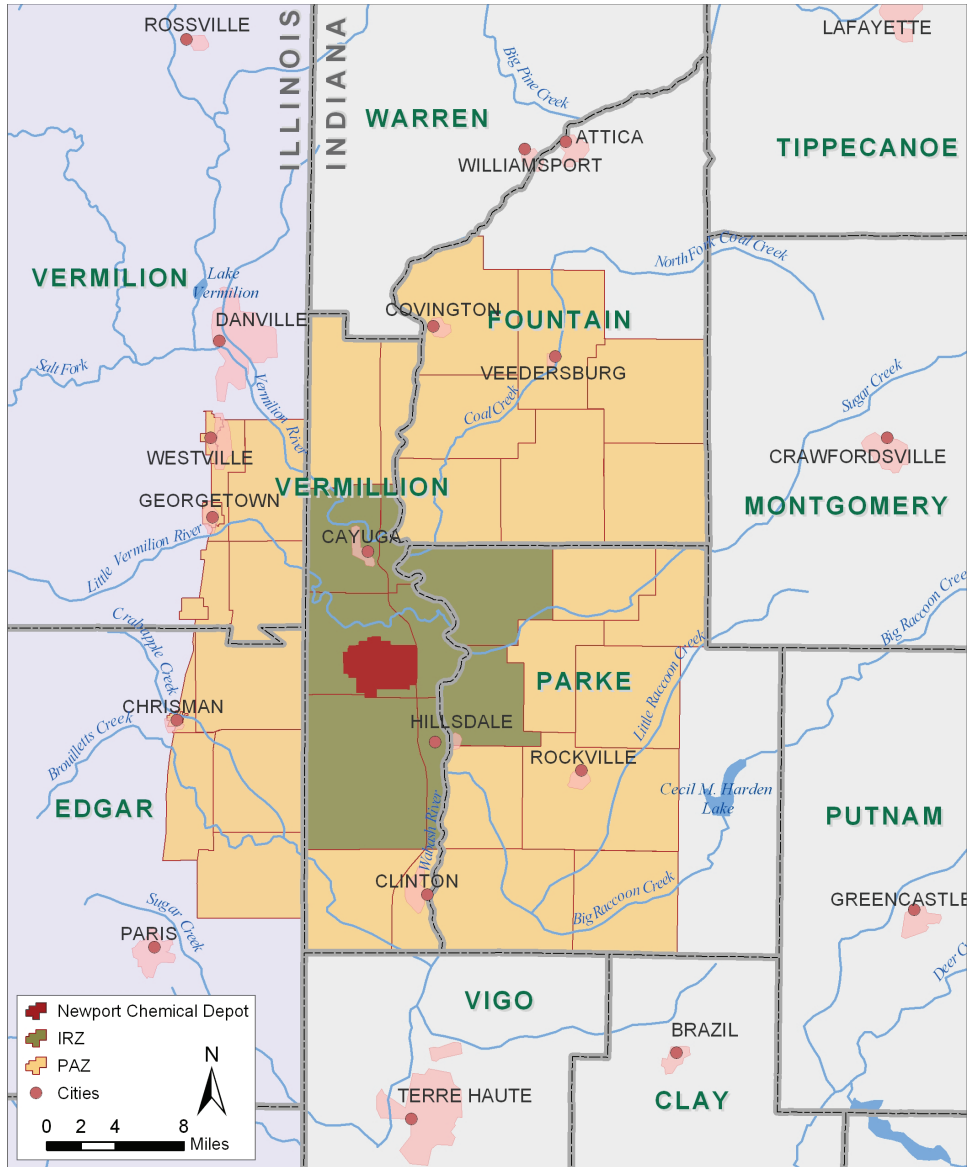 ROSSVILLE
ILLINOIS
INDIANA
LAFAYETTE
Big Pine Creek
WARREN
ATTICA
WILLIAMSPORT
TIPPECANOE
NorthFork Coal Creek
VERMILION
Lake
Vermilion
DANVILLE
COVINGTON
FOUNTAIN
Salt Fork
VEEDERSBURG
Sugar Creek
Vermilion River
Coal Creek
WESTVILLE
CRAWFORDSVILLE
VERMILLION
GEORGETOWN
MONTGOMERY
CAYUGA
Little Vermilion River
Big Raccoon Cree
Crabapple Creek
Little Raccoon Creek
PARKE
CHRISMAN
HILLSDALE
Brouilletts Creek
ROCKVILLE
Cecil M. Harden
Lake
EDGAR
PUTNAM
Wabash River
CLINTON
Big Raccoon Creek
GREENCASTLE
Sugar Creek
PARIS
Deer C
VIGO
Newport Chemical Depot
IRZ
PAZ
Cities
N
0 2 4 8
Miles
BRAZIL
TERRE HAUTE
CLAY